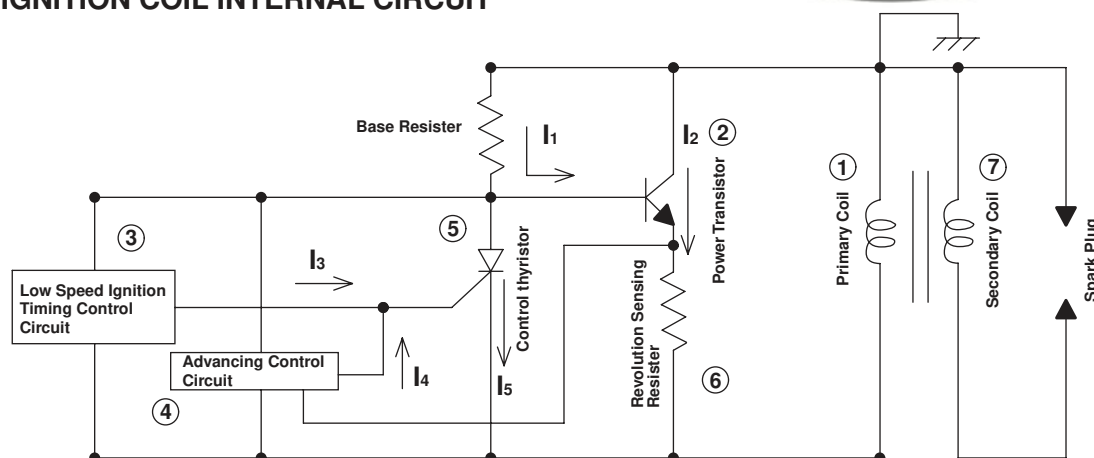 IGNITION COIL INTERNAL CIRCUIT
Base Resister
I1
I2
2
Power Transistor
1
Primary Coil
7
Secondary Coil
Spark Plug
3
Low Speed Ignition
Timing Control
Circuit
I3
5
Control thyristor
Advancing Control
Circuit
4
I4
I5
Revolution Sensing
Resister
6